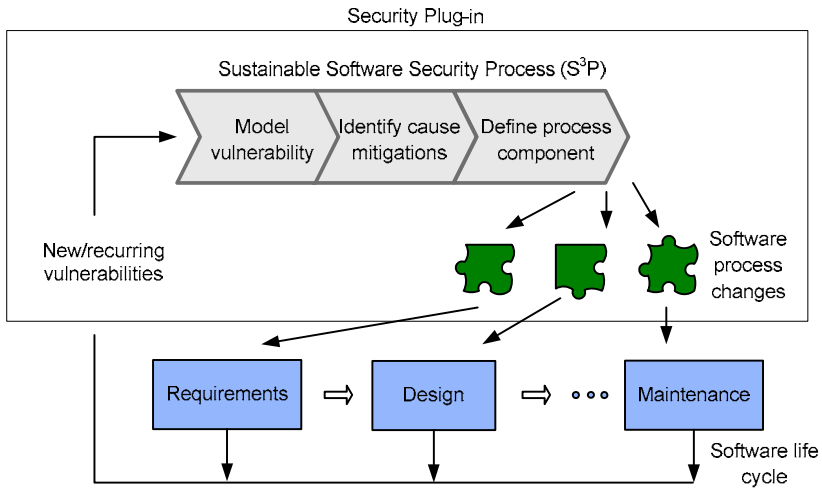 Security Plug-in
Sustainable Software Security Process (S³P)
Model
vulnerability
Identify cause
mitigations
Define process
component
New/recurring
vulnerabilities
Software
process
changes
Requirements
Design
Maintenance
Software life
cycle